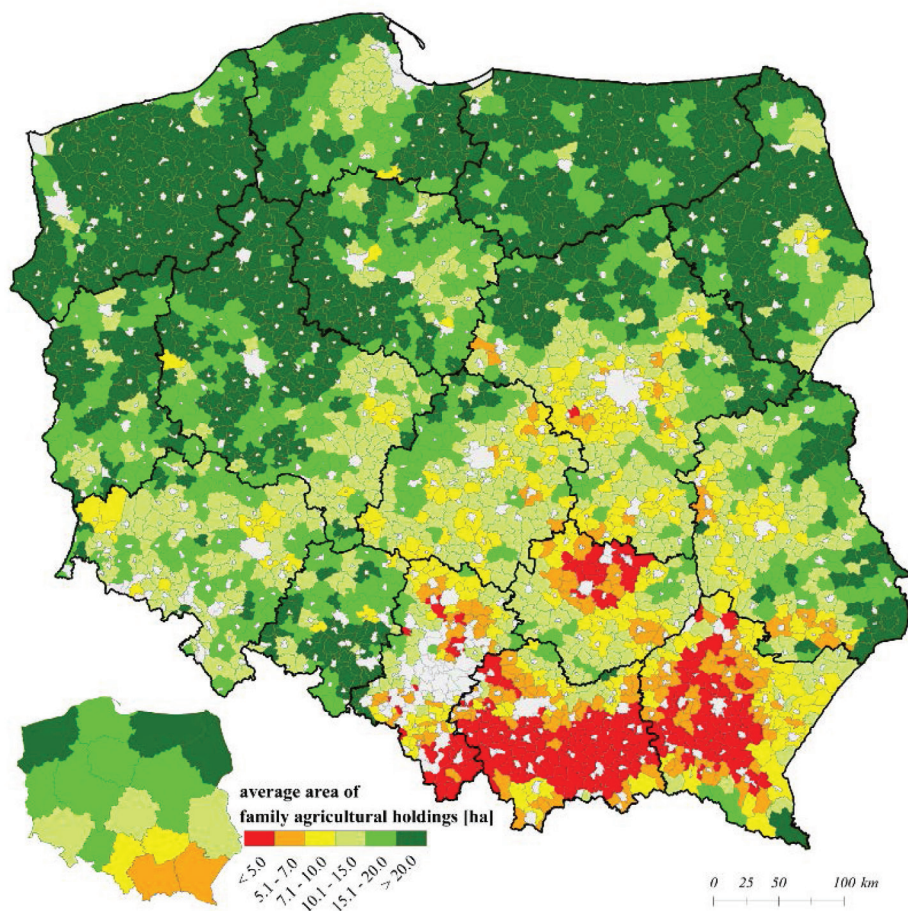 average area of
family agricultural holdings [ha]
< 5.0
5.1 - 7.0
7.1 - 10.0
10.1 - 15.0
15.1 - 20.0
> 20.0
0 25 50 100 km